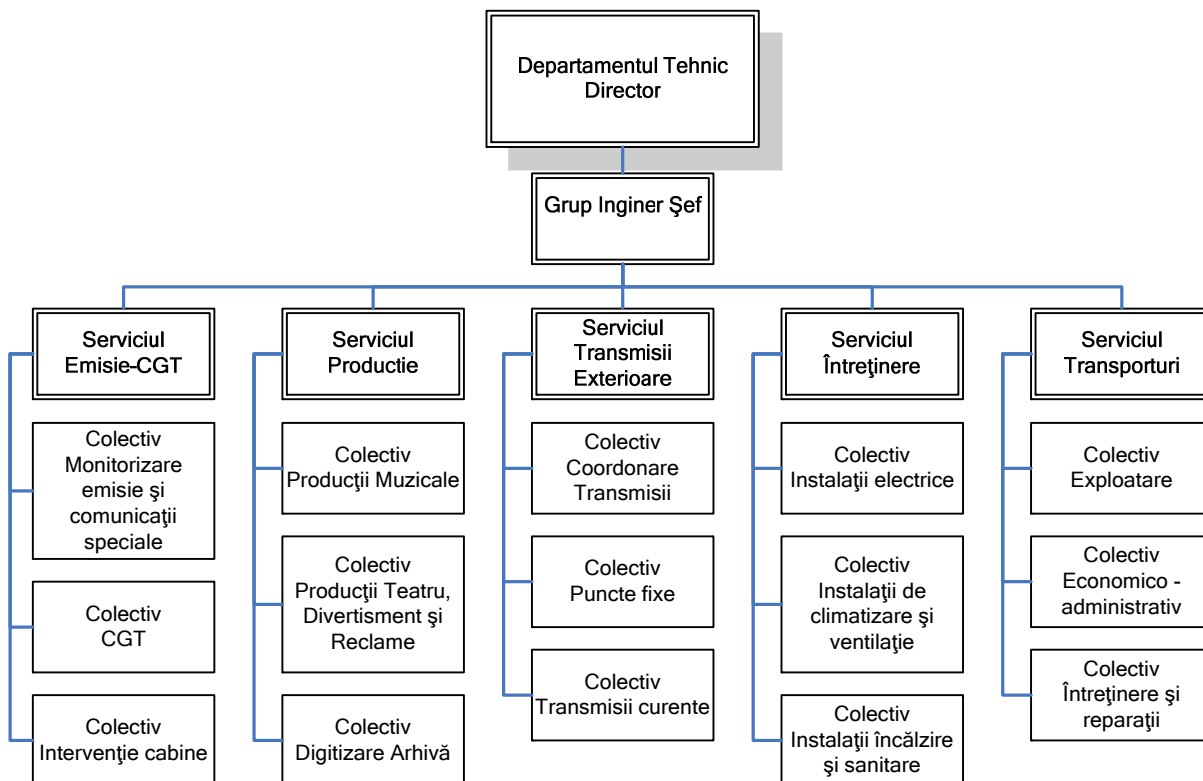 Departamentul Tehnic
Director
Grup Inginer Şef
Serviciul
Emisie-CGT
Serviciul
Productie
Serviciul
Transmisii
Exterioare
Serviciul
Întreţinere
Serviciul
Transporturi
Colectiv
Monitorizare
emisie şi
comunicaţii
speciale
Colectiv
Producţii Muzicale
Colectiv
Coordonare
Transmisii
Colectiv
Instalaţii electrice
Colectiv
Exploatare
Colectiv
CGT
Colectiv
Producţii Teatru,
Divertisment şi
Reclame
Colectiv
Puncte fixe
Colectiv
Instalaţii de
climatizare şi
ventilaţie
Colectiv
Economico -
administrativ
Colectiv
Intervenţie cabine
Colectiv
Digitizare Arhivă
Colectiv
Transmisii curente
Colectiv
Instalaţii încălzire
şi sanitare
Colectiv
Întreţinere şi
reparaţii